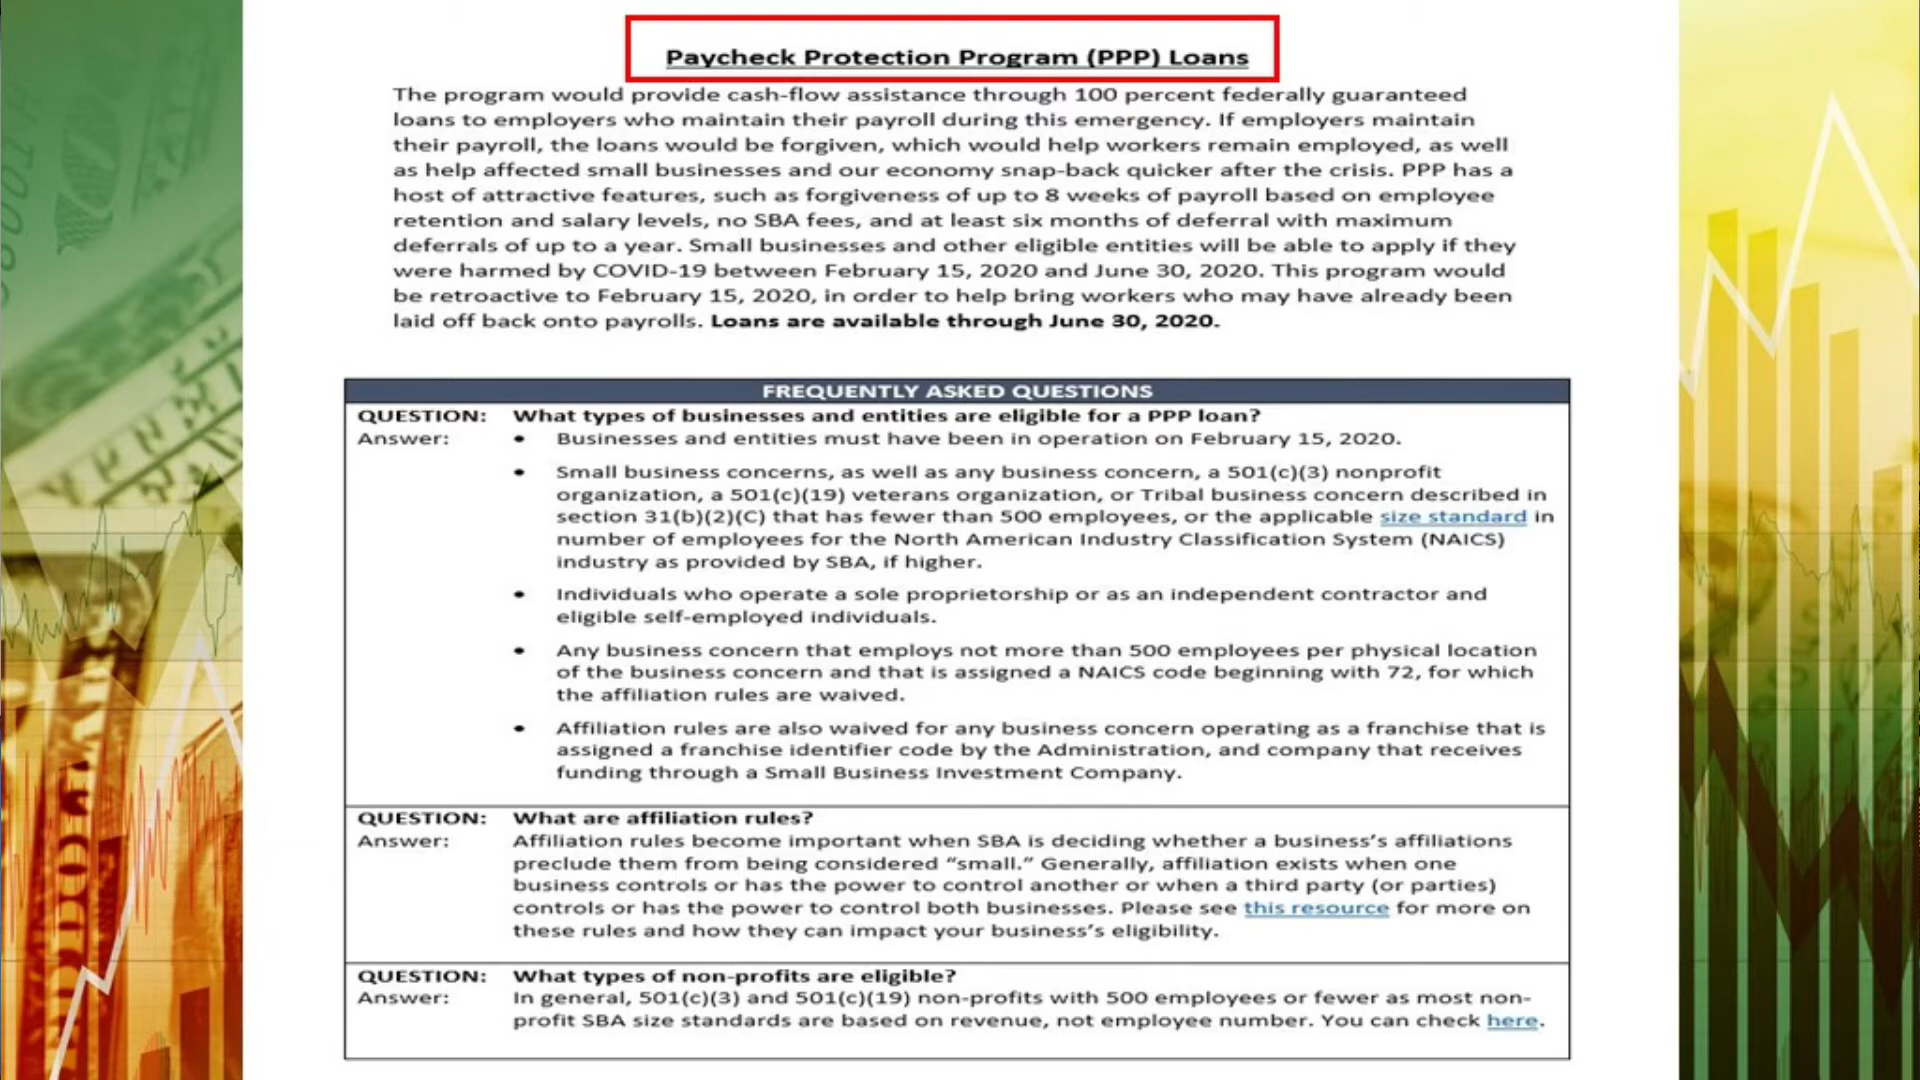 Paycheck Protection Program (PPP) Loans
The program would provide cash-flow assistance through 100 percent federally guaranteed
loans to employers who maintain their payroll during this emergency. If employers maintain
their payroll, the loans would be forgiven, which would help workers remain employed, as well
as help affected small businesses and our economy snap-back quicker after the crisis. PPP has a
host of attractive features, such as forgiveness of up to 8 weeks of payroll based on employee
retention and salary levels, no SBA fees, and at least six months of deferral with maximum
deferrals of up to a year. Small businesses and other eligible entities will be able to apply if they
were harmed by COVID-19 between February 15, 2020 and June 30, 2020. This program would
be retroactive to February 15, 2020, in order to help bring workers who may have already been
laid off back onto payrolls. Loans are available through June 30, 2020.
FREQUENTLY ASKED QUESTIONS
QUESTION: What types of businesses and entities are eligible for a PPP loan?
Answer: • Businesses and entities must have been in operation on February 15, 2020.
• Small business concerns, as well as any business concern, a 501(c)(3) nonprofit
organization, a 501(c)(19) veterans organization, or Tribal business concern described in
section 31(b)(2)(C) that has fewer than 500 employees, or the applicable size standard in
number of employees for the North American Industry Classification System (NAICS)
industry as provided by SBA, if higher.
• Individuals who operate a sole proprietorship or as an independent contractor and
eligible self-employed individuals.
• Any business concern that employs not more than 500 employees per physical location
of the business concern and that is assigned a NAICS code beginning with 72, for which
the affiliation rules are waived.
• Affiliation rules are also waived for any business concern operating as a franchise that is
assigned a franchise identifier code by the Administration, and company that receives
funding through a Small Business Investment Company.
QUESTION: What are affiliation rules?
Answer: Affiliation rules become important when SBA is deciding whether a business’s affiliations
preclude them from being considered “small.” Generally, affiliation exists when one
business controls or has the power to control another or when a third party (or parties)
controls or has the power to control both businesses. Please see this resource for more on
these rules and how they can impact your business’s eligibility.
QUESTION: What types of non-profits are eligible?
Answer: In general, 501(c)(3) and 501(c)(19) non-profits with 500 employees or fewer as most non-
profit SBA size standards are based on revenue, not employee number. You can check here.